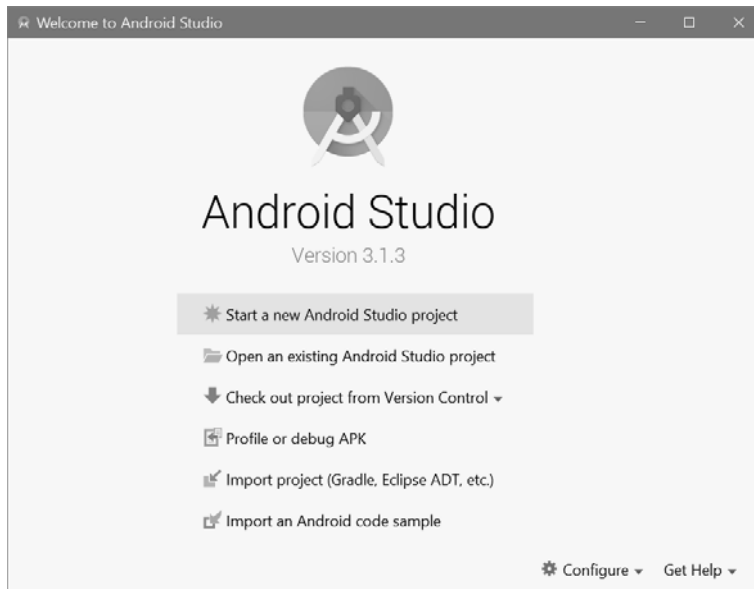 Welcome to Android Studio
Android Studio
Version 3.1.3
Start a new Android Studio project
Open an existing Android Studio project
Check out project from Version Control
Profile or debug APK
Import project (Gradle, Eclipse ADT, etc.)
Import an Android code sample
Configure Get Help